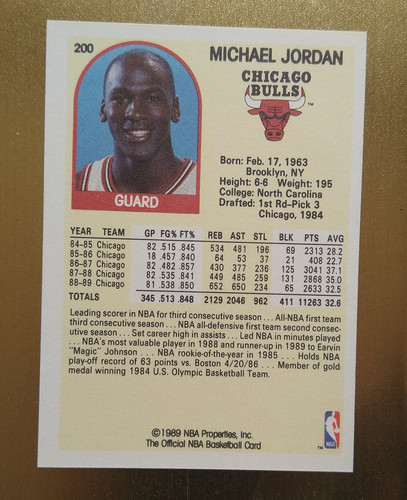 200
MICHAEL JORDAN
CHICAGO
BULLS
TM
GUARD
Born: Feb. 17, 1963
Brooklyn, NY
Height: 6-6 Weight: 195
College: North Carolina
Drafted: 1st Rd-Pick 3
Chicago, 1984
YEAR TEAM GP FG% FT% REB AST STL BLK PTS AVG
84-85 Chicago 82 .515 .845 534 481 196 69 2313 28.2
85-86 Chicago 18 .457 .840 64 53 37 21 408 22.7
86-87 Chicago 82 .482 .857 430 377 236 125 3041 37.1
87-88 Chicago 82 .535 .841 449 485 259 131 2868 35.0
88-89 Chicago 81 .538 .850 652 650 234 65 2633 32.5
TOTALS 345 .513 .848 2129 2046 962 411 11263 32.6
Leading scorer in NBA for third consecutive season . . . All-NBA first team
third consecutive season . . . NBA all-defensive first team second consec-
utive season . . . Set career high in assists . . . Led NBA in minutes played
. . . NBA's most valuable player in 1988 and runner-up in 1989 to Earvin
"Magic" Johnson . . . NBA rookie-of-the-year in 1985 . . . Holds NBA
play-off record of 63 points vs. Boston 4/20/86 . . . Member of gold
medal winning 1984 U.S. Olympic Basketball Team.
©1989 NBA Properties, Inc.
The Official NBA Basketball Card
TM
NBA